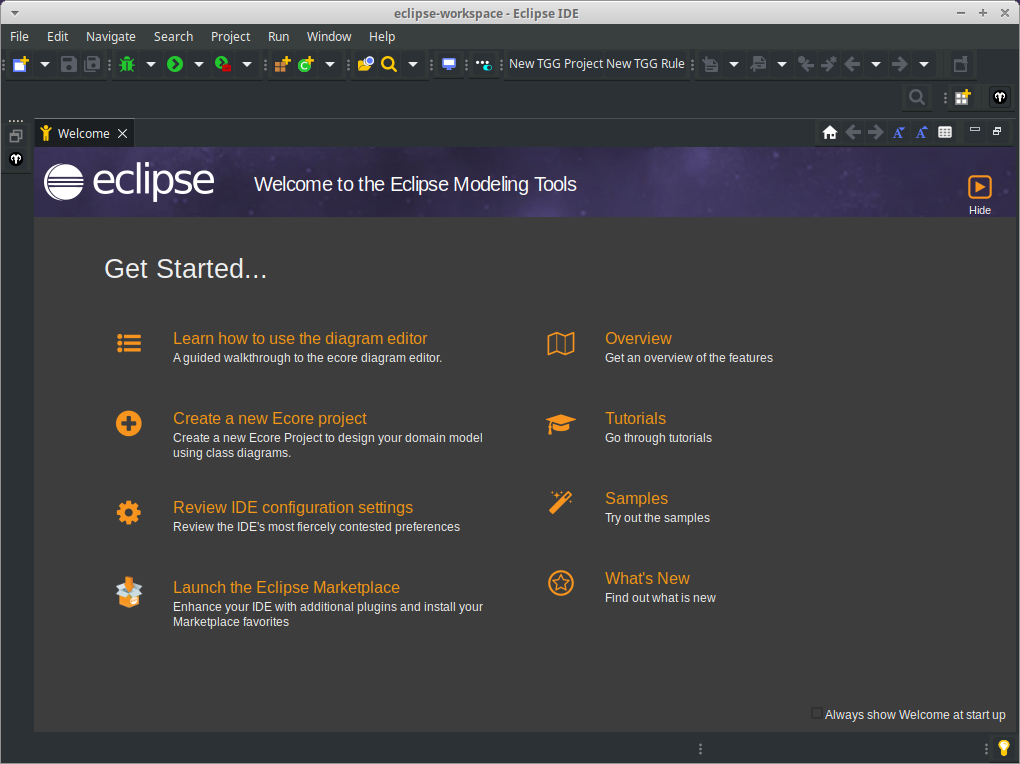 eclipse-workspace - Eclipse IDE
File Edit Navigate Search Project Run Window Help
New TGG Project New TGG Rule
Welcome
eclipse
Welcome to the Eclipse Modeling Tools
Hide
Get Started...
Learn how to use the diagram editor
A guided walkthrough to the ecore diagram editor.
Create a new Ecore project
Create a new Ecore Project to design your domain model
using class diagrams.
Review IDE configuration settings
Review the IDE's most fiercely contested preferences
Launch the Eclipse Marketplace
Enhance your IDE with additional plugins and install your
Marketplace favorites
Overview
Get an overview of the features
Tutorials
Go through tutorials
Samples
Try out the samples
What's New
Find out what is new
Always show Welcome at start up